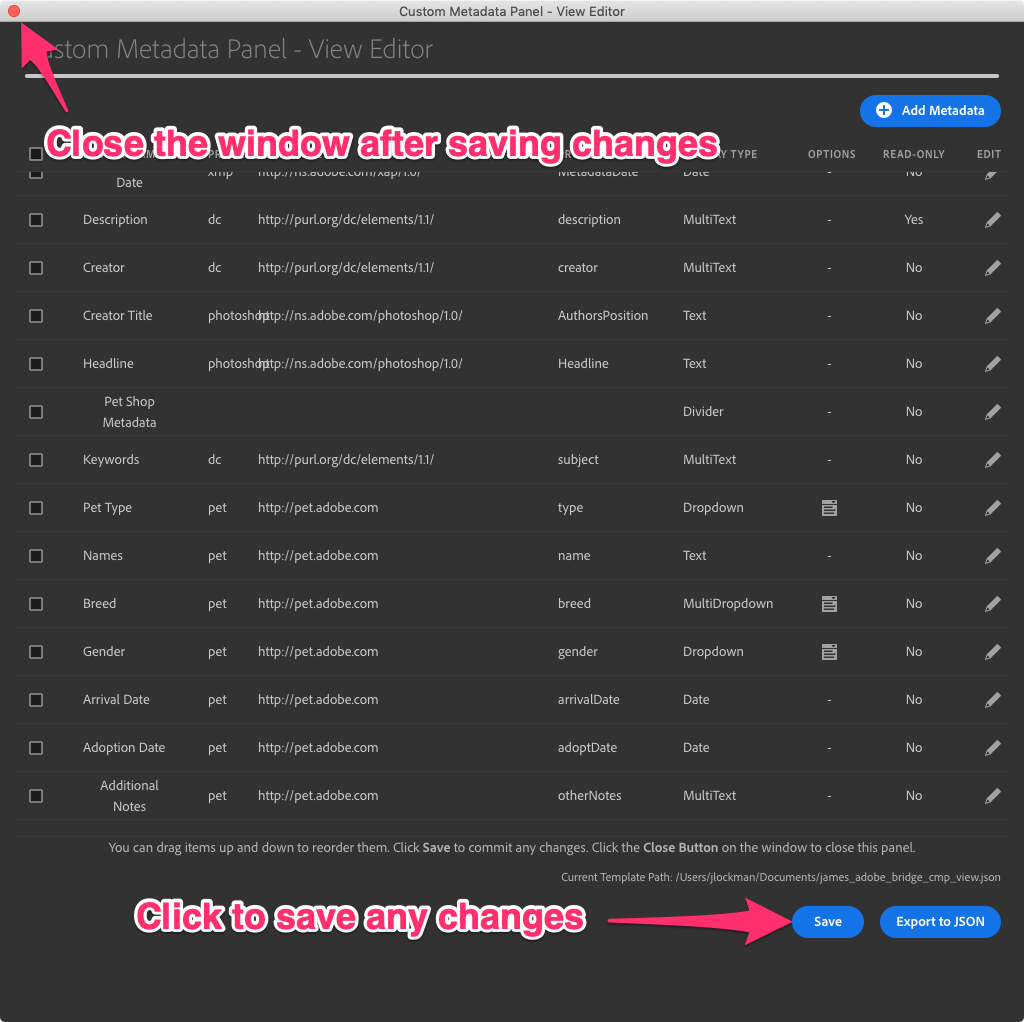 Custom Metadata Panel - View Editor
ustom Metadata Panel - View Editor
Add Metadata
Close the window after saving changes
TYPE OPTIONS READ-ONLY EDIT
Date xmp http://ns.adobe.com/xap/1.0/ MetadataDate Date - No
Description dc http://purl.org/dc/elements/1.1/ description MultiText - Yes
Creator dc http://purl.org/dc/elements/1.1/ creator MultiText - No
Creator Title photoshop http://ns.adobe.com/photoshop/1.0/ AuthorsPosition Text - No
Headline photoshop http://ns.adobe.com/photoshop/1.0/ Headline Text - No
Pet Shop Metadata Divider - No
Keywords dc http://purl.org/dc/elements/1.1/ subject MultiText - No
Pet Type pet http://pet.adobe.com type Dropdown No
Names pet http://pet.adobe.com name Text - No
Breed pet http://pet.adobe.com breed MultiDropdown No
Gender pet http://pet.adobe.com gender Dropdown No
Arrival Date pet http://pet.adobe.com arrivalDate Date - No
Adoption Date pet http://pet.adobe.com adoptDate Date - No
Additional Notes pet http://pet.adobe.com otherNotes MultiText - No
You can drag items up and down to reorder them. Click Save to commit any changes. Click the Close Button on the window to close this panel.
Current Template Path: /Users/jlockman/Documents/james_adobe_bridge_cmp_view.json
Click to save any changes
Save
Export to JSON